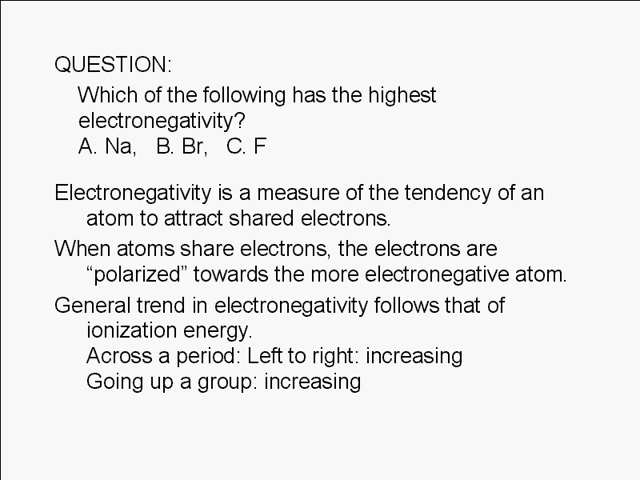 QUESTION:
Which of the following has the highest
electronegativity?
A. Na, B. Br, C. F
Electronegativity is a measure of the tendency of an
atom to attract shared electrons.
When atoms share electrons, the electrons are
“polarized” towards the more electronegative atom.
General trend in electronegativity follows that of
ionization energy.
Across a period: Left to right: increasing
Going up a group: increasing